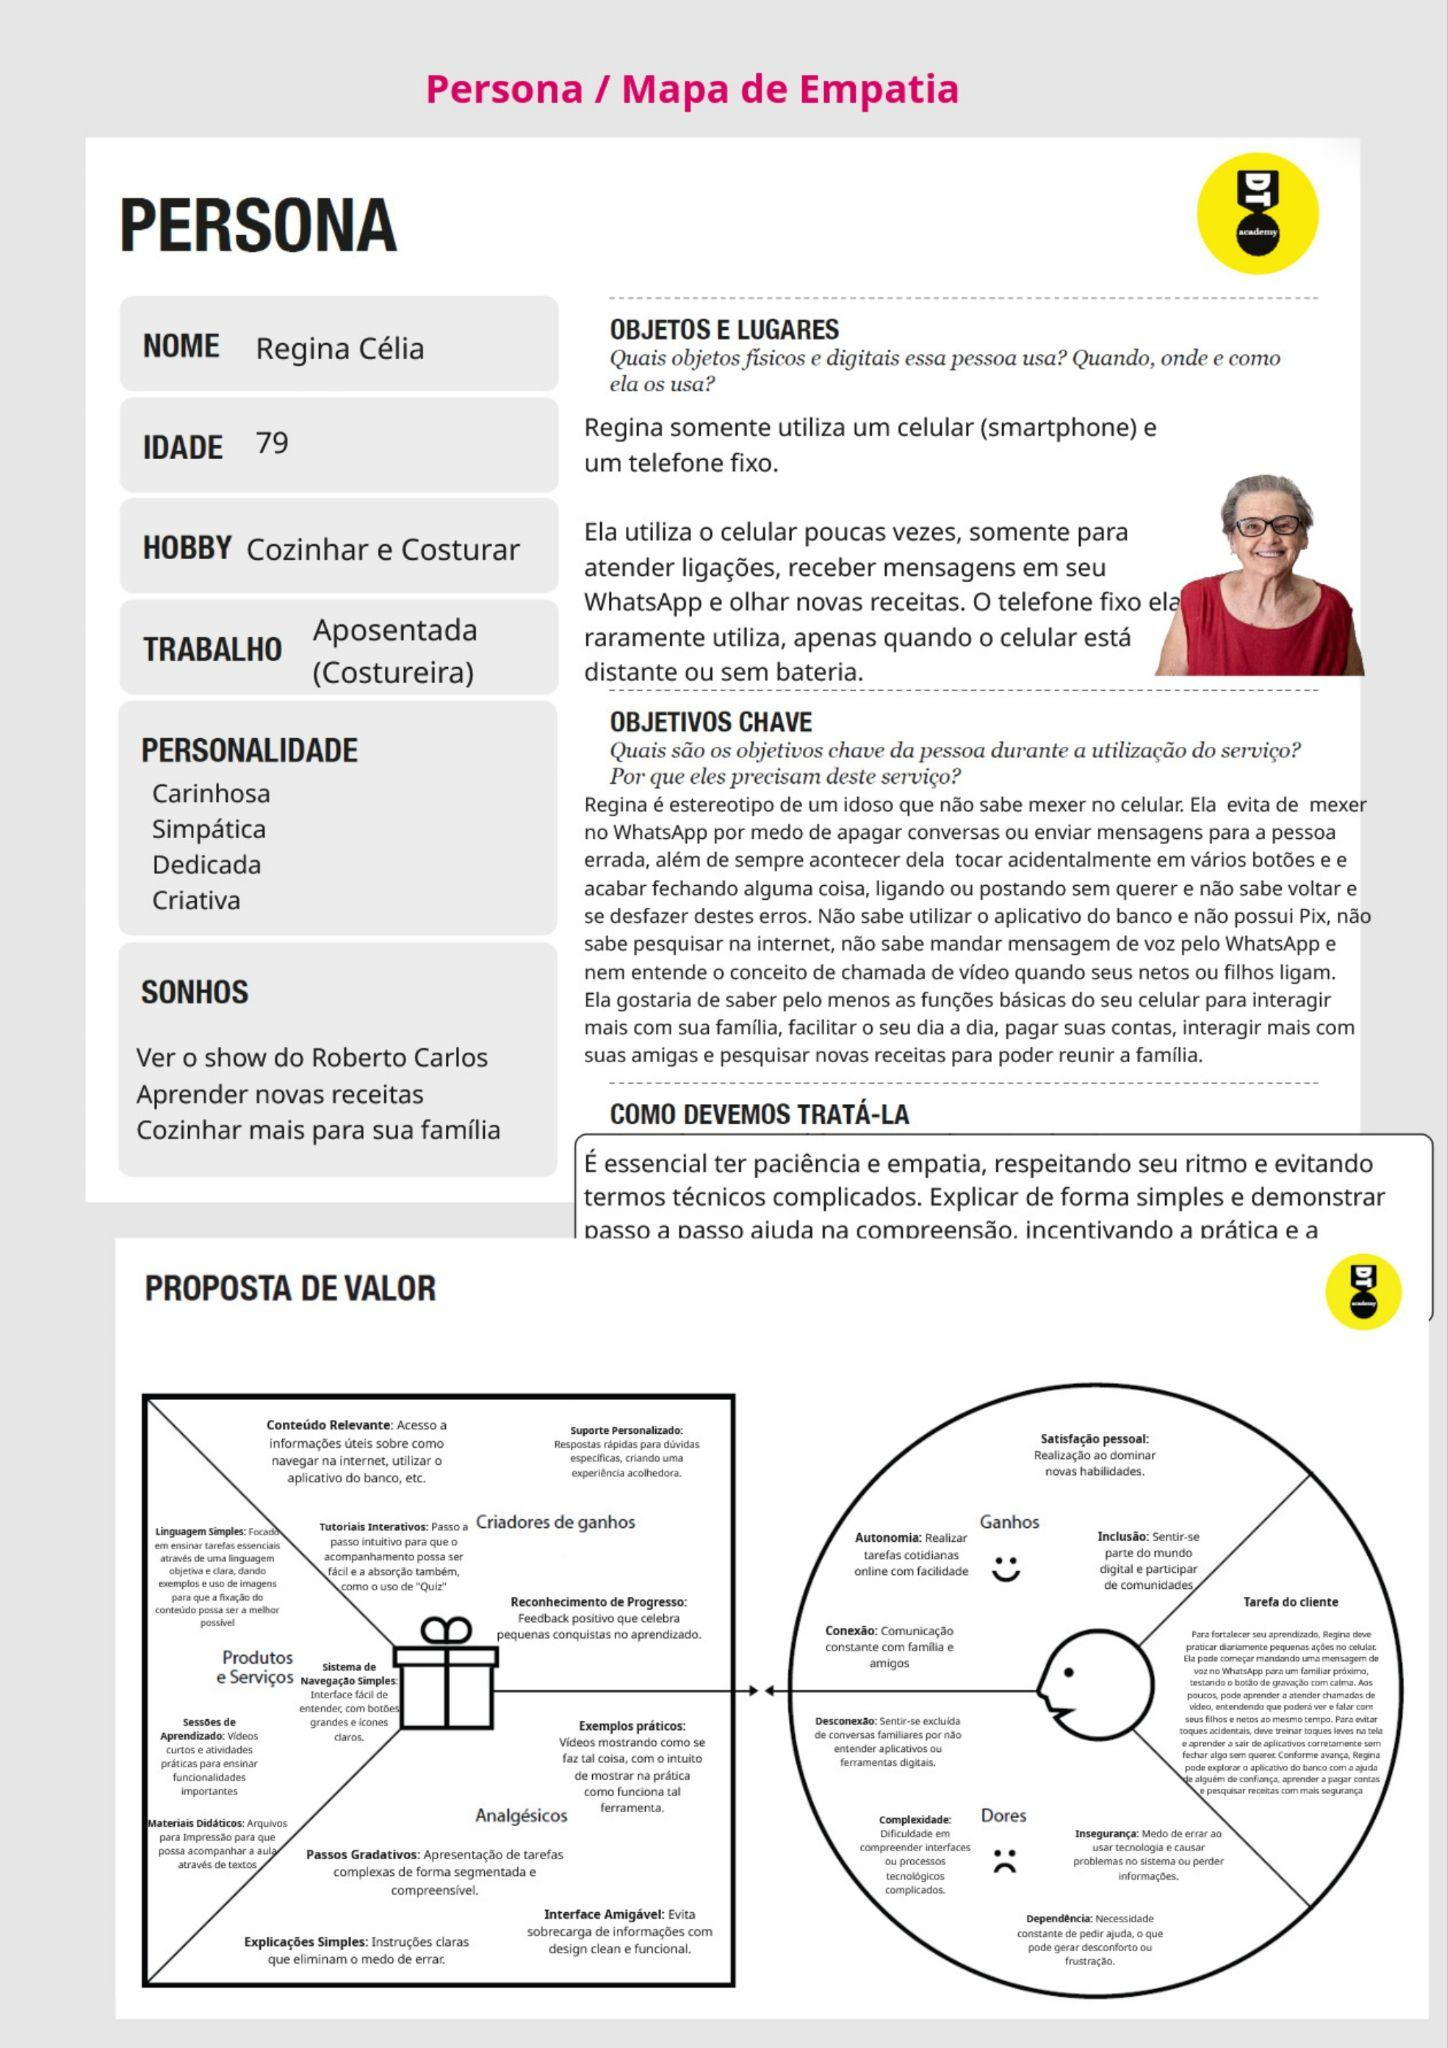 Persona / Mapa de Empatia
PERSONA
DT
academy
NOME Regina Célia
IDADE 79
HOBBY Cozinhar e Costurar
TRABALHO Aposentada
(Costureira)
PERSONALIDADE
Carinhosa
Simpática
Dedicada
Criativa
SONHOS
Ver o show do Roberto Carlos
Aprender novas receitas
Cozinhar mais para sua família
OBJETOS E LUGARES
Quais objetos físicos e digitais essa pessoa usa? Quando, onde e como
ela os usa?
Regina somente utiliza um celular (smartphone) e
um telefone fixo.
Ela utiliza o celular poucas vezes, somente para
atender ligações, receber mensagens em seu
WhatsApp e olhar novas receitas. O telefone fixo ela
raramente utiliza, apenas quando o celular está
distante ou sem bateria.
OBJETIVOS CHAVE
Quais são os objetivos chave da pessoa durante a utilização do serviço?
Por que eles precisam deste serviço?
Regina é estereotipo de um idoso que não sabe mexer no celular. Ela evita de mexer
no WhatsApp por medo de apagar conversas ou enviar mensagens para a pessoa
errada, além de sempre acontecer dela tocar acidentalmente em vários botões e e
acabar fechando alguma coisa, ligando ou postando sem querer e não sabe voltar e
se desfazer destes erros. Não sabe utilizar o aplicativo do banco e não possui Pix, não
sabe pesquisar na internet, não sabe mandar mensagem de voz pelo WhatsApp e
nem entende o conceito de chamada de vídeo quando seus netos ou filhos ligam.
Ela gostaria de saber pelo menos as funções básicas do seu celular para interagir
mais com sua família, facilitar o seu dia a dia, pagar suas contas, interagir mais com
suas amigas e pesquisar novas receitas para poder reunir a família.
COMO DEVEMOS TRATÁ-LA
É essencial ter paciência e empatia, respeitando seu ritmo e evitando
termos técnicos complicados. Explicar de forma simples e demonstrar
passo a passo ajuda na compreensão, incentivando a prática e a
PROPOSTA DE VALOR
DT
academy
Conteúdo Relevante: Acesso a
informações úteis sobre como
navegar na internet, utilizar o
aplicativo do banco, etc.
Suporte Personalizado:
Respostas rápidas para dúvidas
específicas, criando uma
experiência acolhedora.
Criadores de ganhos
Tutoriais Interativos: Passo a
passo intuitivo para que o
acompanhamento possa ser
fácil e a absorção também,
como o uso de "Quiz"
Linguagem Simples: Focado
em ensinar tarefas essenciais
através de uma linguagem
objetiva e clara, dando
exemplos e uso de imagens
para que a fixação do
conteúdo possa ser a melhor
possível
Reconhecimento de Progresso:
Feedback positivo que celebra
pequenas conquistas no aprendizado.
Produtos
e Serviços
Sistema de
Navegação Simples:
Interface fácil de
entender, com botões
grandes e ícones
claros.
Sessões de
Aprendizado: Vídeos
curtos e atividades
práticas para ensinar
funcionalidades
importantes
Materiais Didáticos: Arquivos
para Impressão para que
possa acompanhar a aula
através de textos
Exemplos práticos:
Vídeos mostrando como se
faz tal coisa, com o intuito
de mostrar na prática
como funciona tal
ferramenta.
Analgésicos
Passos Gradativos: Apresentação de tarefas
complexas de forma segmentada e
compreensível.
Interface Amigável: Evita
sobrecarga de informações com
design clean e funcional.
Explicações Simples: Instruções claras
que eliminam o medo de errar.
Satisfação pessoal:
Realização ao dominar
novas habilidades.
Ganhos
Autonomia: Realizar
tarefas cotidianas
online com facilidade
Inclusão: Sentir-se
parte do mundo
digital e participar
de comunidades
Conexão: Comunicação
constante com família e
amigos
Tarefa do cliente
Para fortalecer seu aprendizado, Regina deve
praticar diariamente pequenas ações no celular.
Ela pode começar mandando uma mensagem de
voz no WhatsApp para um familiar próximo,
testando o botão de gravação com calma. Aos
poucos, pode aprender a atender chamadas de
vídeo, entendendo que poderá ver e falar com
seus filhos e netos ao mesmo tempo. Para evitar
toques acidentais, deve treinar toques leves na tela
e aprender a sair de aplicativos corretamente sem
fechar algo sem querer. Conforme avança, Regina
pode explorar o aplicativo do banco com a ajuda
de alguém de confiança, aprender a pagar contas
e pesquisar receitas com mais segurança
Desconexão: Sentir-se excluída
de conversas familiares por não
entender aplicativos ou
ferramentas digitais.
Dores
Complexidade:
Dificuldade em
compreender interfaces
ou processos
tecnológicos
complicados.
Insegurança: Medo de errar ao
usar tecnologia e causar
problemas no sistema ou perder
informações.
Dependência: Necessidade
constante de pedir ajuda, o que
pode gerar desconforto ou
frustração.